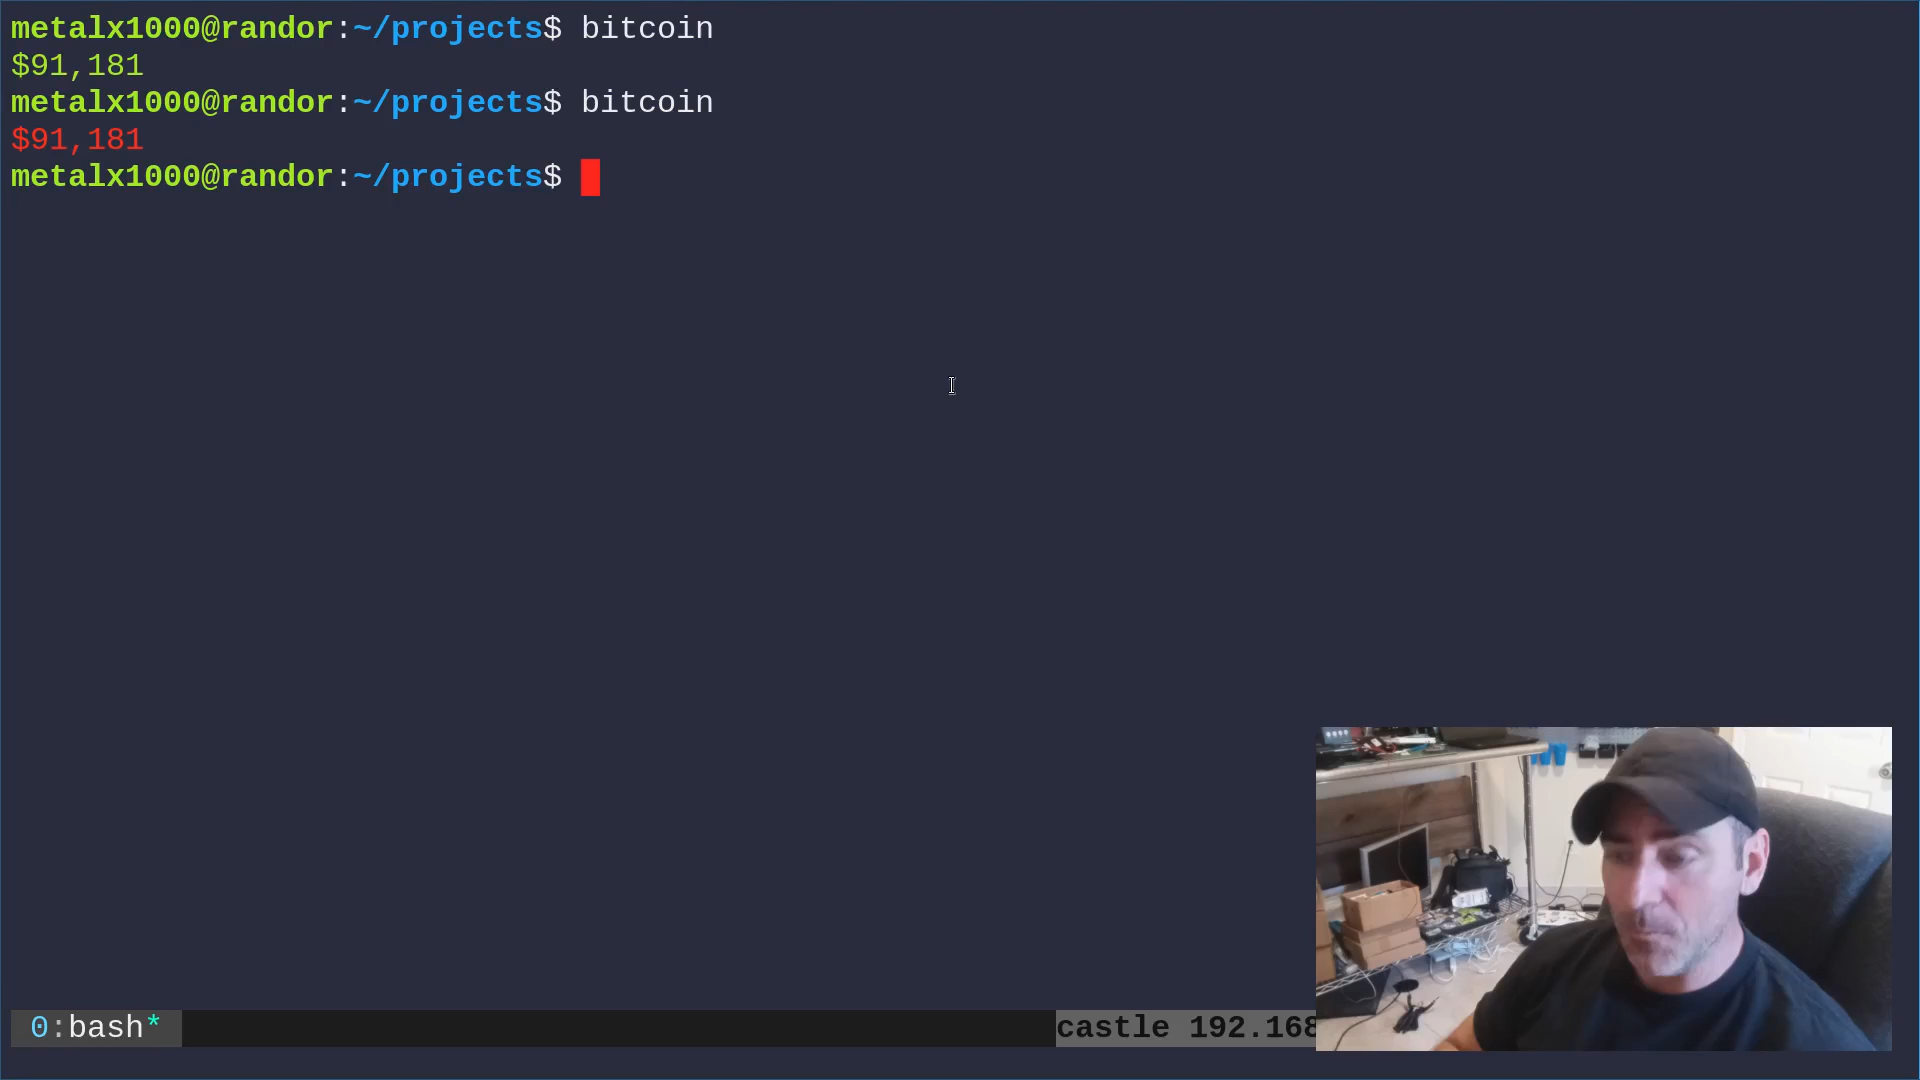 metalx1000@randor:~/projects$ bitcoin
$91,181
metalx1000@randor:~/projects$ bitcoin
$91,181
metalx1000@randor:~/projects$
0:bash* castle 192.168